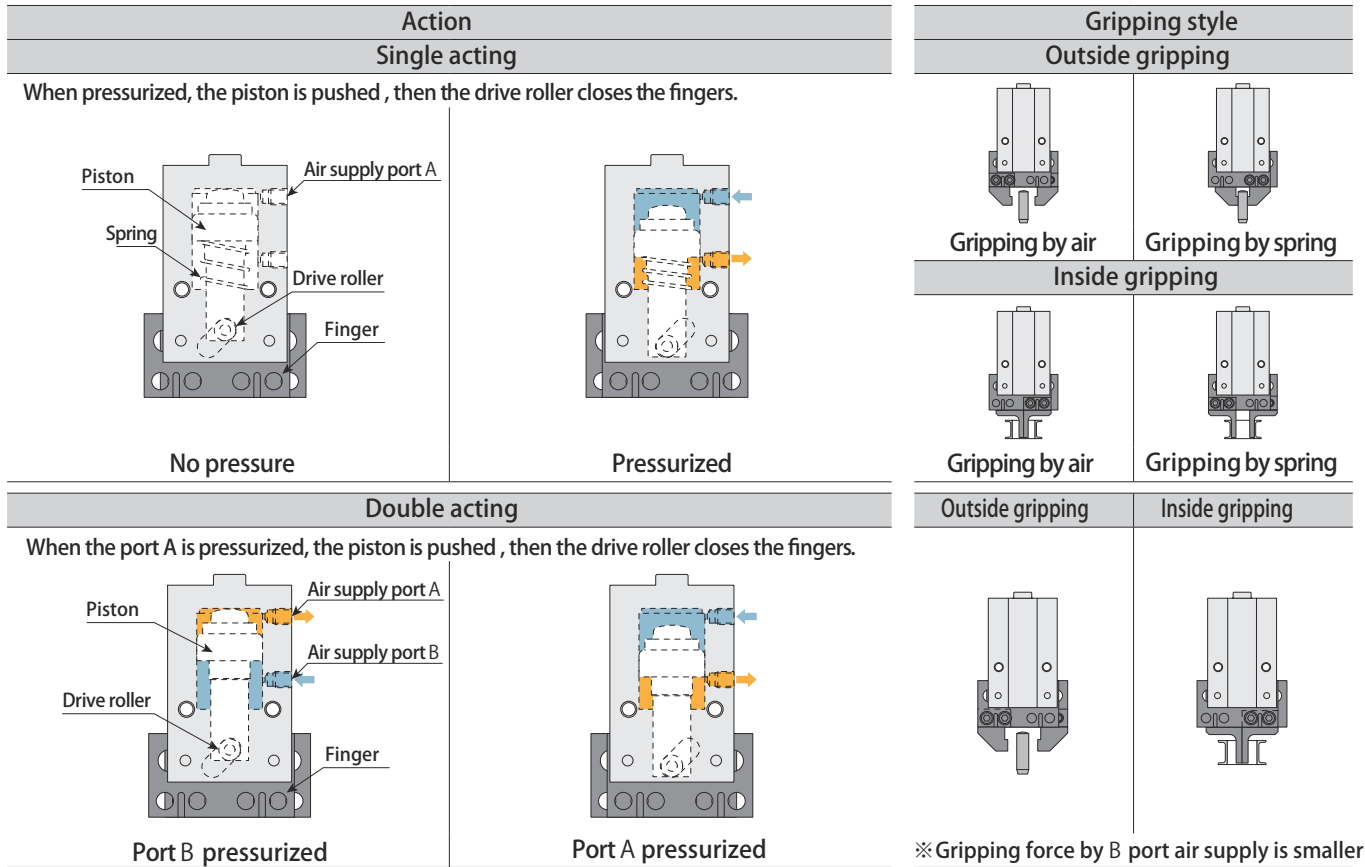 Action
Single acting
When pressurized, the piston is pushed , then the drive roller closes the fingers.
Piston
Air supply port A
Spring
Drive roller
Finger
No pressure
Pressurized
Gripping style
Outside gripping
Gripping by air
Gripping by spring
Inside gripping
Gripping by air
Gripping by spring
Double acting
When the port A is pressurized, the piston is pushed , then the drive roller closes the fingers.
Piston
Air supply port A
Air supply port B
Drive roller
Finger
Port B pressurized
Port A pressurized
Outside gripping
Inside gripping
※Gripping force by B port air supply is smaller